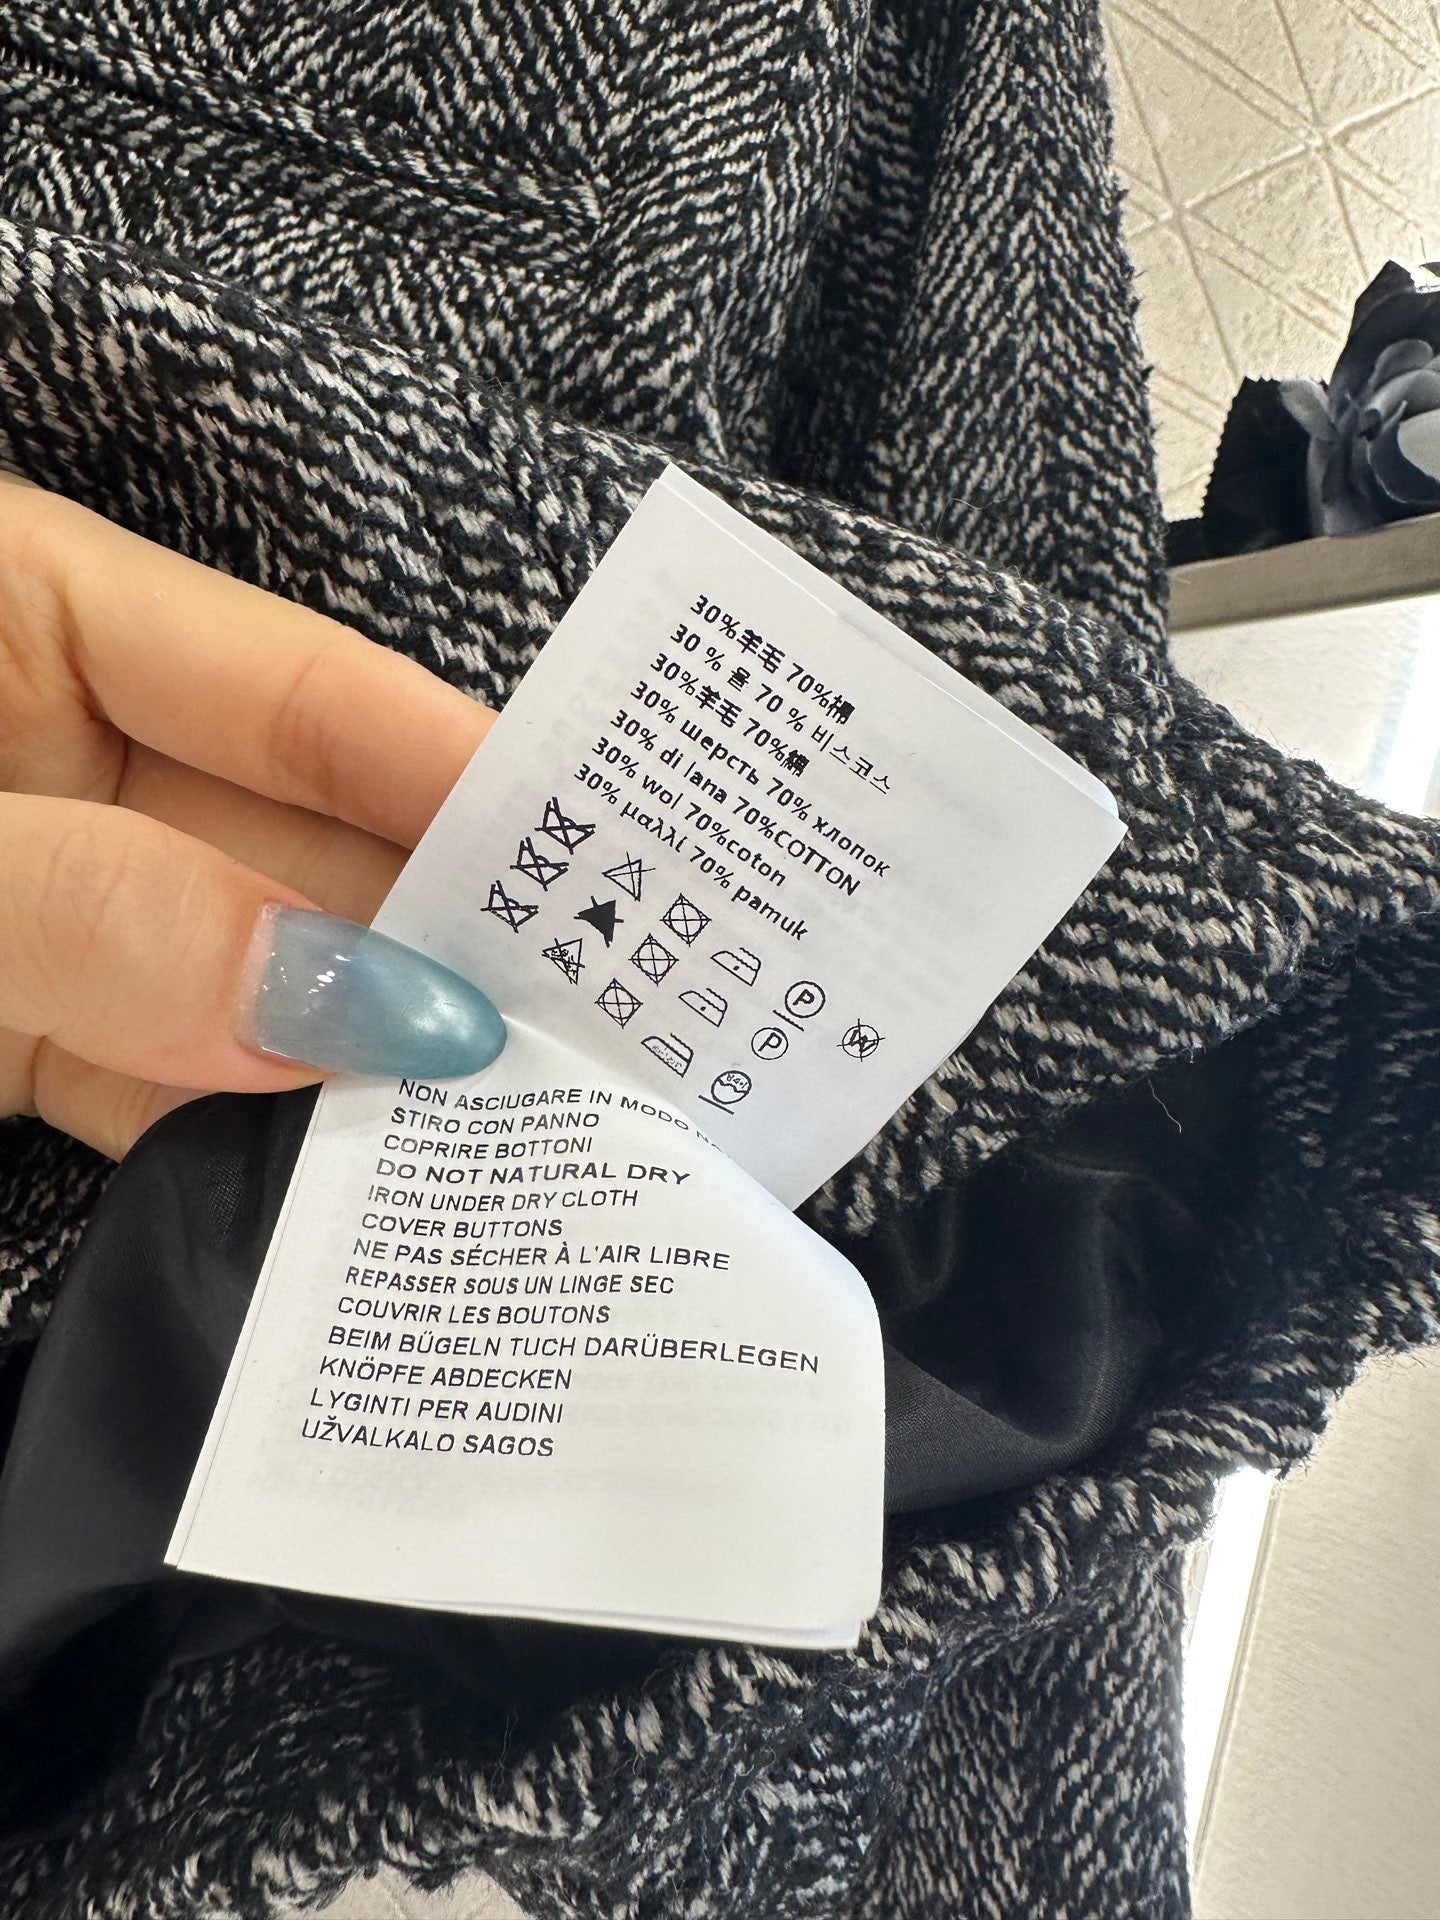 30%羊毛 70%棉
30 % 울 70 % 비스코스
30%羊毛 70%綿
30% шерсть 70% хлопок
30% di lana 70%COTTON
30% wol 70%coton
30% μαλλί 70% pamuk
P
W
P
NON ASCIUGARE IN MODO
STIRO CON PANNO
COPRIRE BOTTONI
DO NOT NATURAL DRY
IRON UNDER DRY CLOTH
COVER BUTTONS
NE PAS SÉCHER À L'AIR LIBRE
REPASSER SOUS UN LINGE SEC
COUVRIR LES BOUTONS
BEIM BÜGELN TUCH DARÜBERLEGEN
KNÖPFE ABDECKEN
LYGINTI PER AUDINI
UŽVALKALO SAGOS